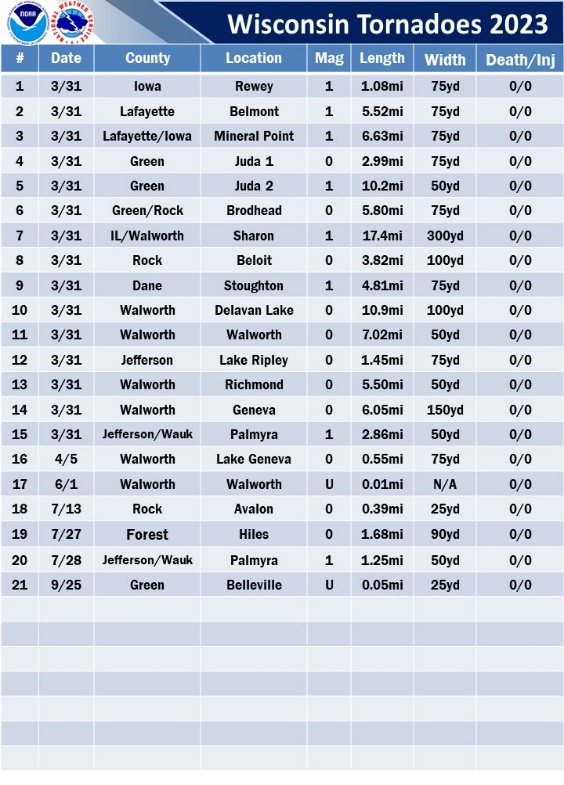 NOAA
NATIONAL WEATHER SERVICE
Wisconsin Tornadoes 2023
# Date County Location Mag Length Width Death/Inj
1 3/31 Iowa Rewey 1 1.08mi 75yd 0/0
2 3/31 Lafayette Belmont 1 5.52mi 75yd 0/0
3 3/31 Lafayette/Iowa Mineral Point 1 6.63mi 75yd 0/0
4 3/31 Green Juda 1 0 2.99mi 75yd 0/0
5 3/31 Green Juda 2 1 10.2mi 50yd 0/0
6 3/31 Green/Rock Brodhead 0 5.80mi 75yd 0/0
7 3/31 IL/Walworth Sharon 1 17.4mi 300yd 0/0
8 3/31 Rock Beloit 0 3.82mi 100yd 0/0
9 3/31 Dane Stoughton 1 4.81mi 75yd 0/0
10 3/31 Walworth Delavan Lake 0 10.9mi 100yd 0/0
11 3/31 Walworth Walworth 0 7.02mi 50yd 0/0
12 3/31 Jefferson Lake Ripley 0 1.45mi 75yd 0/0
13 3/31 Walworth Richmond 0 5.50mi 50yd 0/0
14 3/31 Walworth Geneva 0 6.05mi 150yd 0/0
15 3/31 Jefferson/Wauk Palmyra 1 2.86mi 50yd 0/0
16 4/5 Walworth Lake Geneva 0 0.55mi 75yd 0/0
17 6/1 Walworth Walworth U 0.01mi N/A 0/0
18 7/13 Rock Avalon 0 0.39mi 25yd 0/0
19 7/27 Forest Hiles 0 1.68mi 90yd 0/0
20 7/28 Jefferson/Wauk Palmyra 1 1.25mi 50yd 0/0
21 9/25 Green Belleville U 0.05mi 25yd 0/0